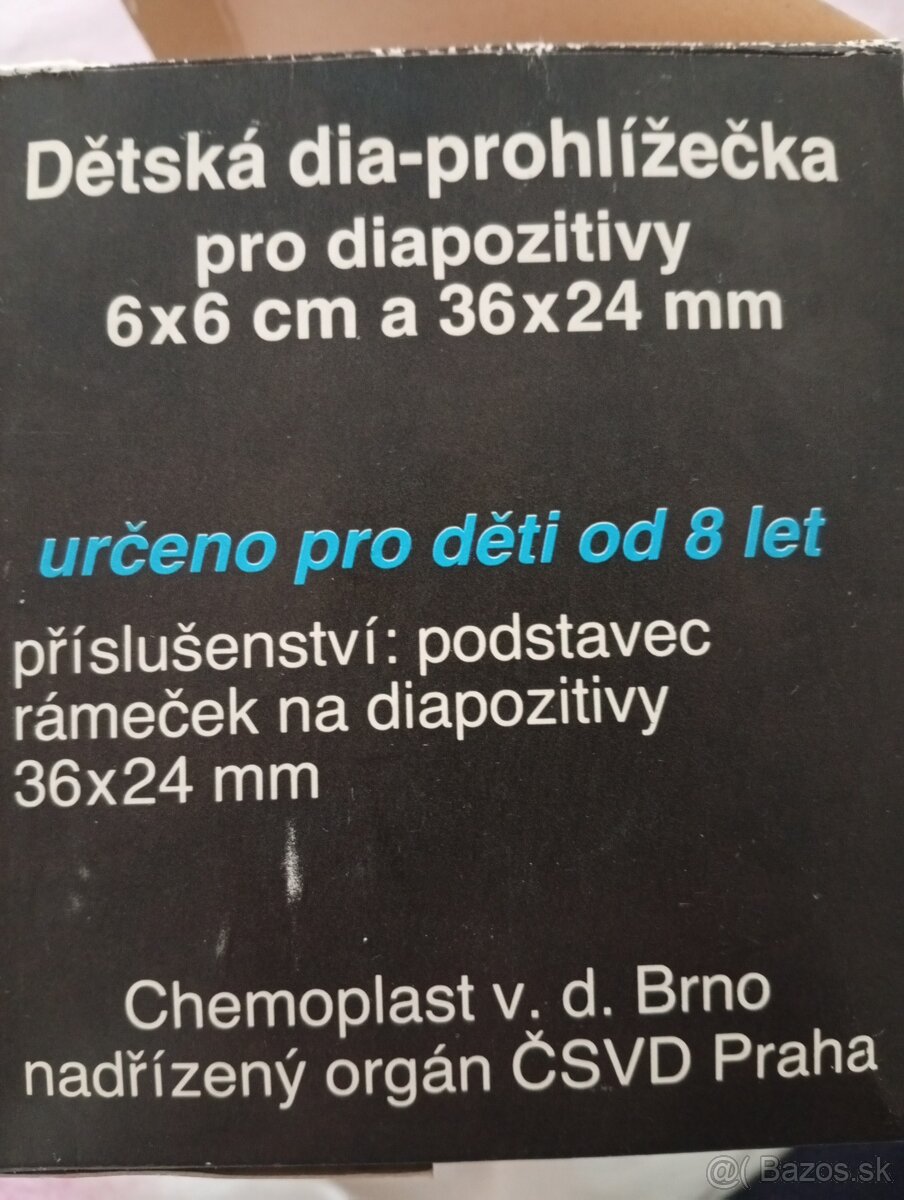 Dětská dia-prohlížečka
pro diapozitivy
6x6 cm a 36x24 mm
určeno pro děti od 8 let
příslušenství: podstavec
rámeček na diapozitivy
36x24 mm
Chemoplast v. d. Brno
nadřízený orgán ČSVD Praha
@( Bazos.sk